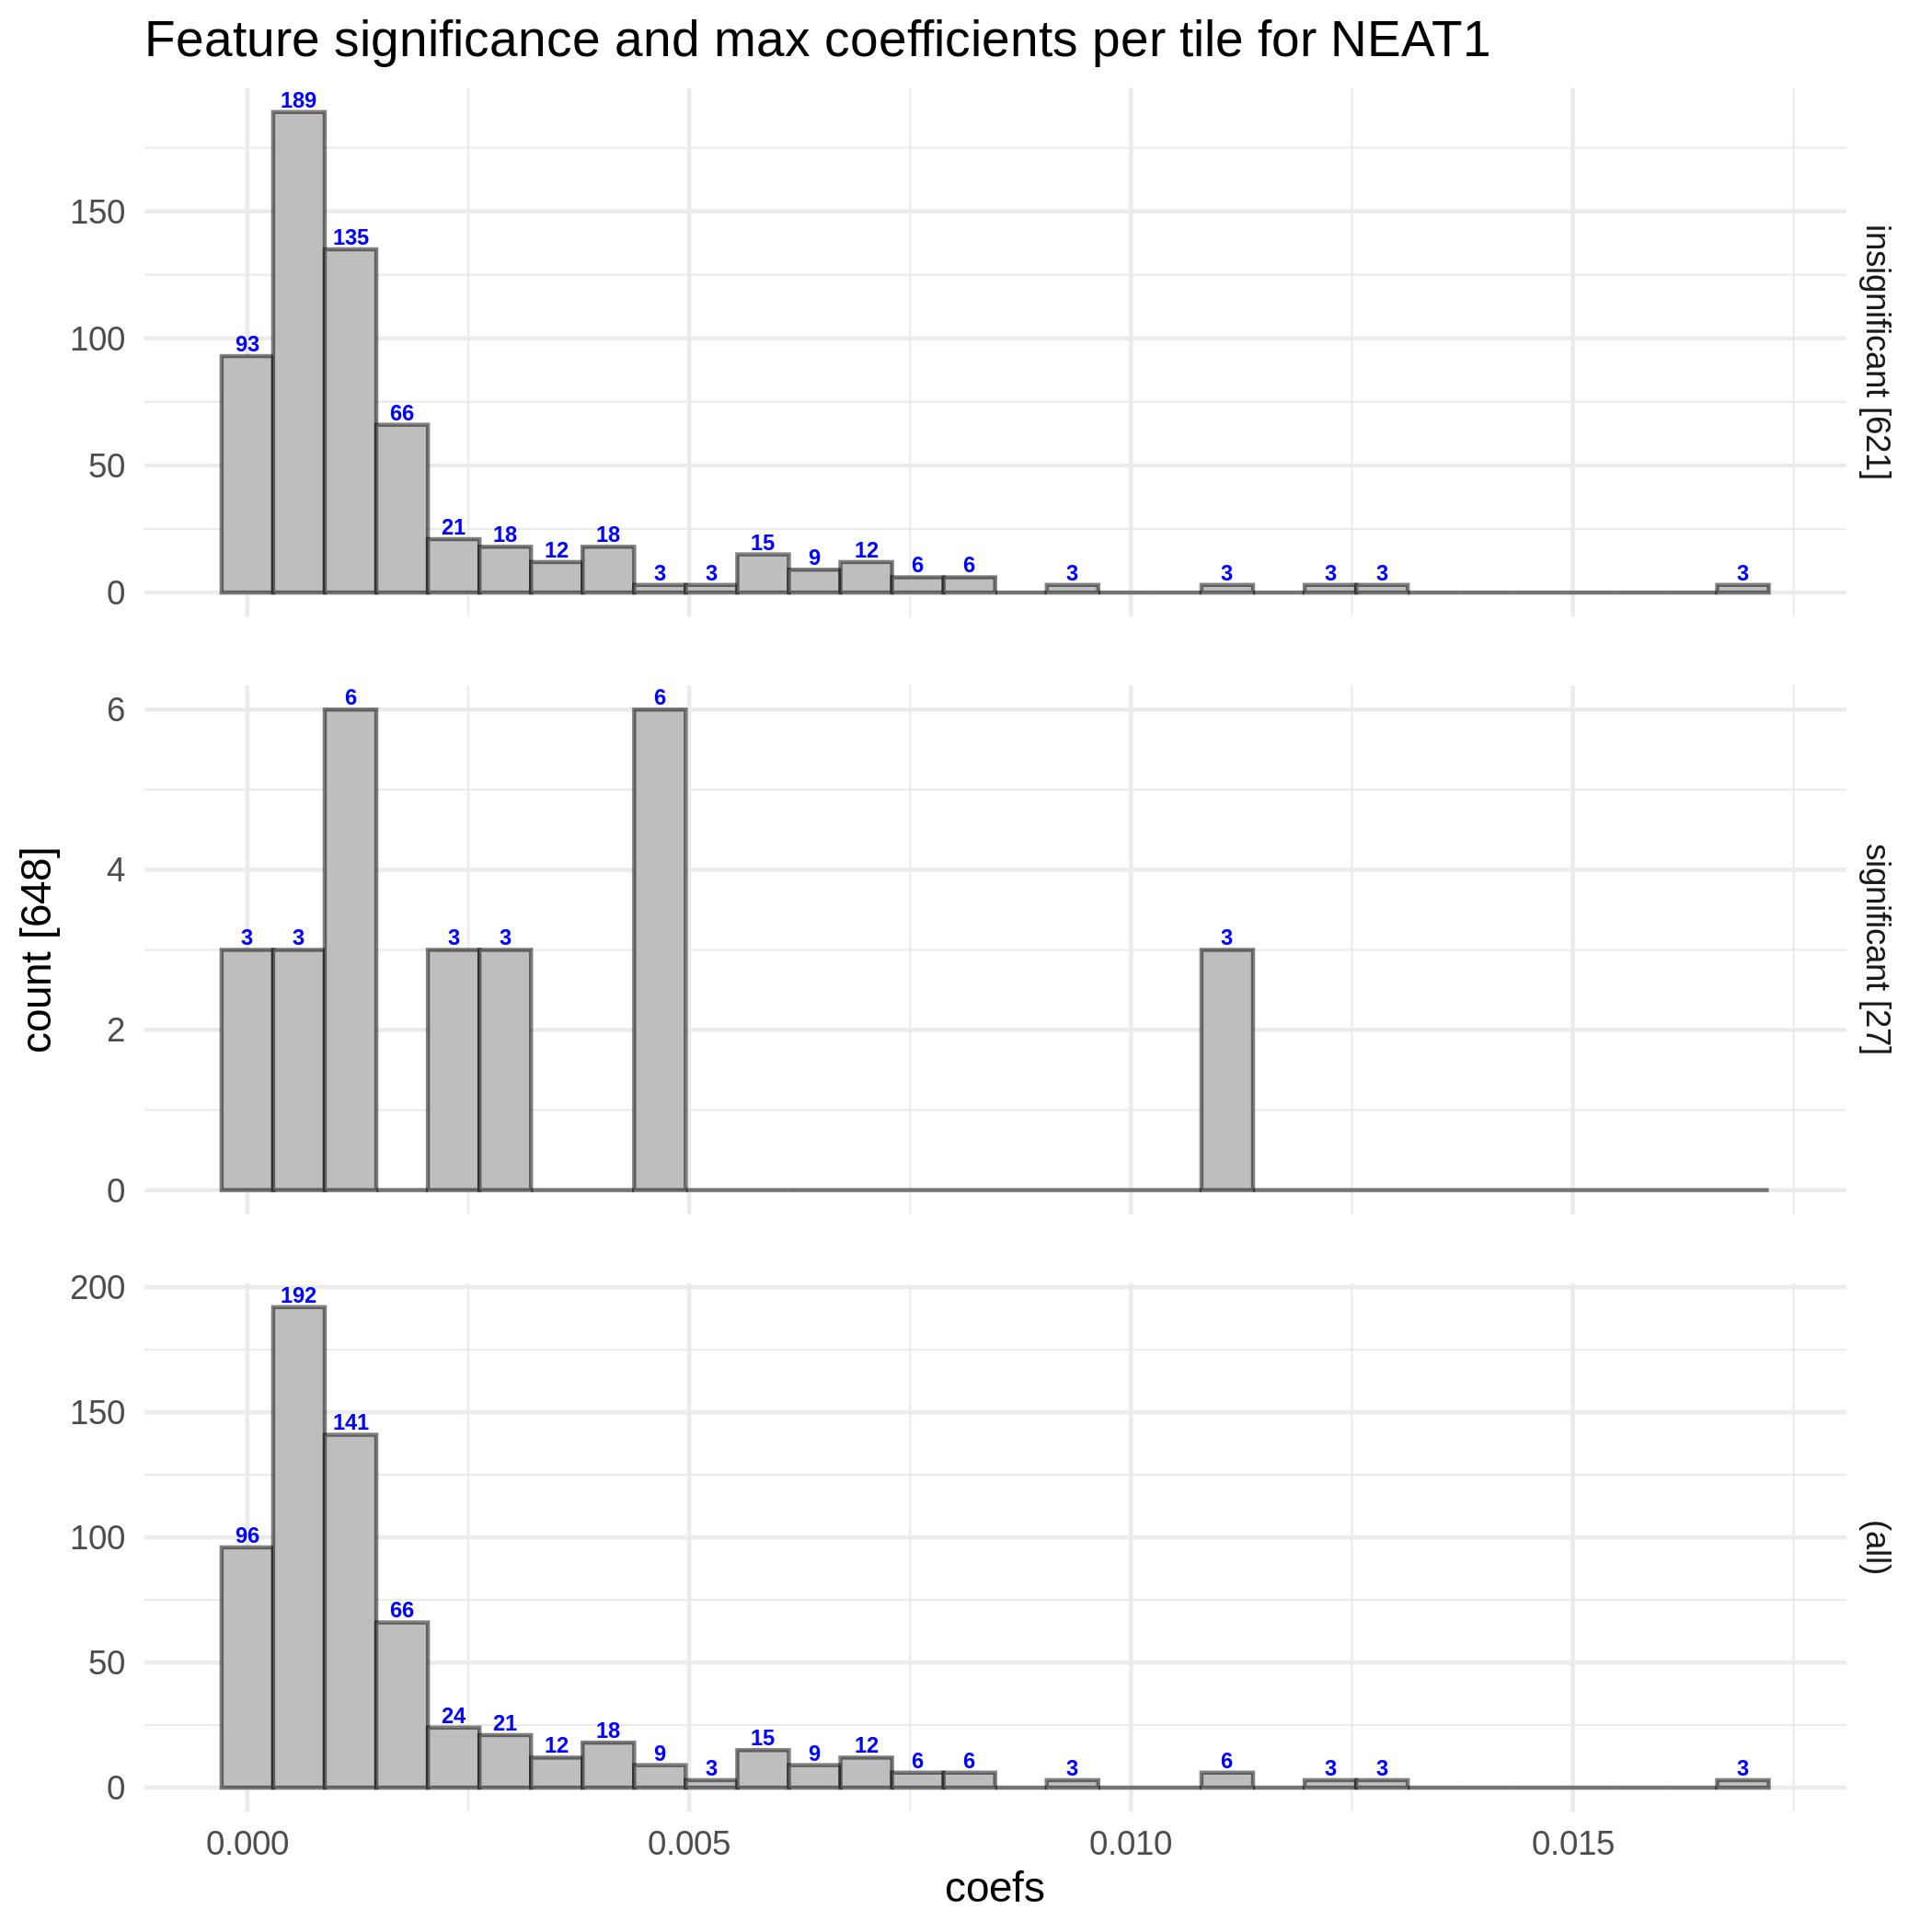 Feature significance and max coefficients per tile for NEAT1
189
150
135
100
93
66
50
21 18 12 18 3 3 15 9 12 6 6 3 3 3 3 3
0
insignificant [621]
6 6
6
4
3 3 3 3 3
2
0
significant [27]
count [648]
200
192
150
141
100
96
66
50
24 21 12 18 9 3 15 9 12 6 6 3 6 3 3 3
0
(all)
0.000 0.005 0.010 0.015
coefs